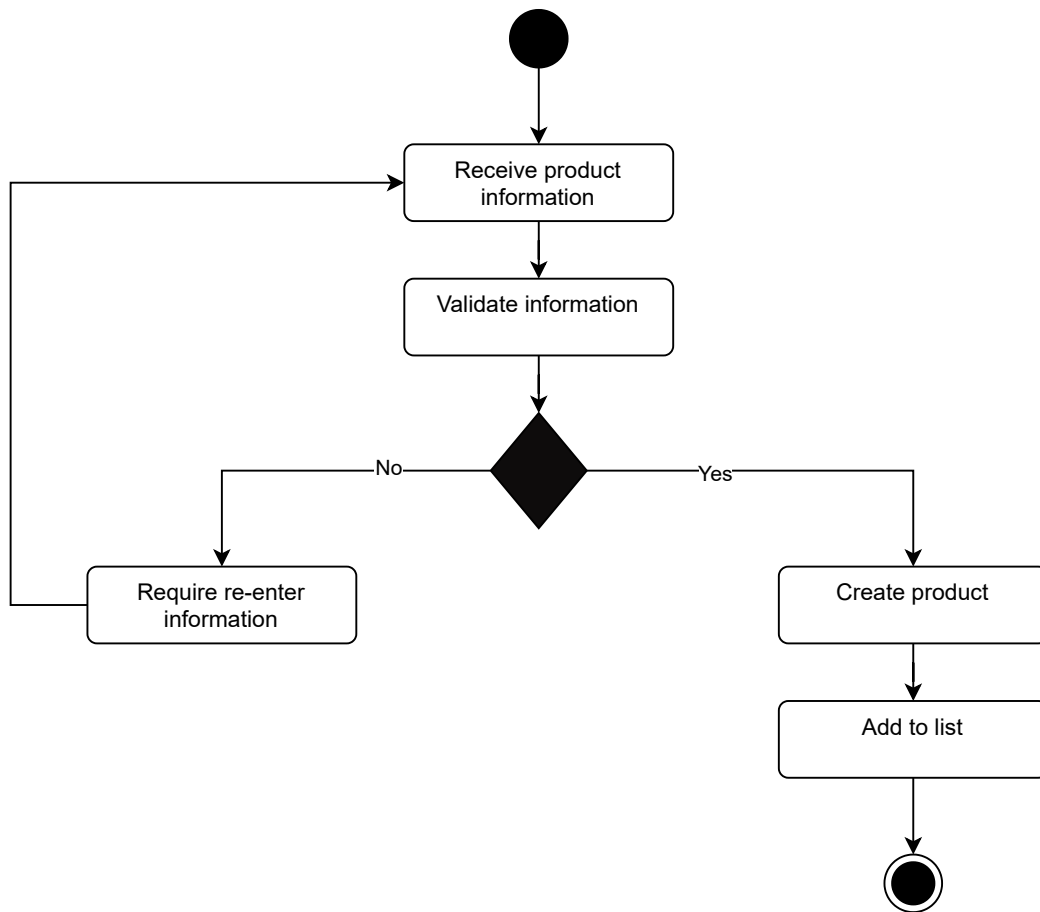 Receive product
information
Validate information
No
Yes
Require re-enter
information
Create product
Add to list